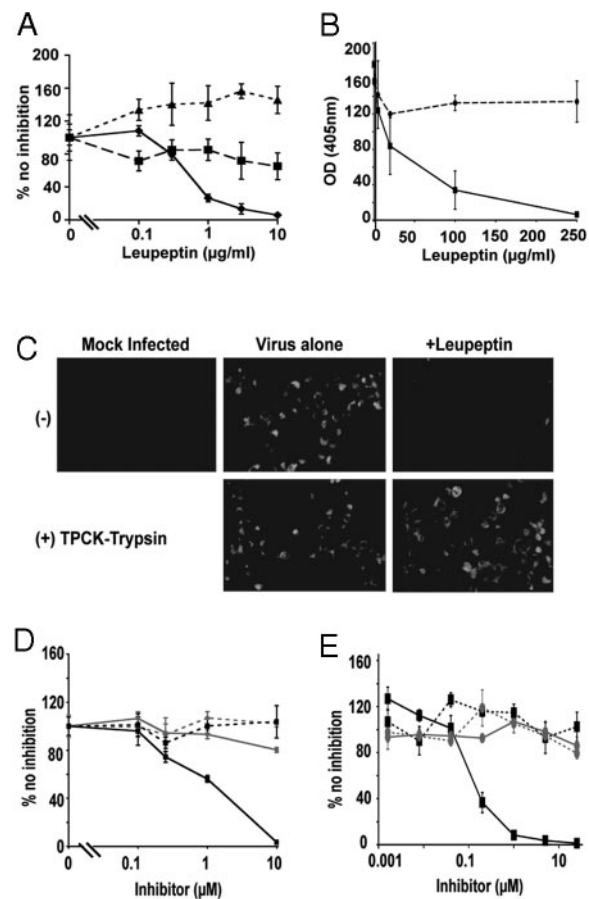 A
% no inhibition
200
160
120
80
40
0
0 0.1 1 10
Leupeptin (µg/ml)
B
OD (405nm)
200
160
120
80
40
0
0 50 100 150 200 250
Leupeptin (µg/ml)
C
Mock Infected Virus alone +Leupeptin
(-)
(+) TPCK-Trypsin
D
% no inhibition
160
120
80
40
0
0 0.1 1 10
Inhibitor (µM)
E
% no inhibition
160
120
80
40
0
0.001 0.1 10
Inhibitor (µM)